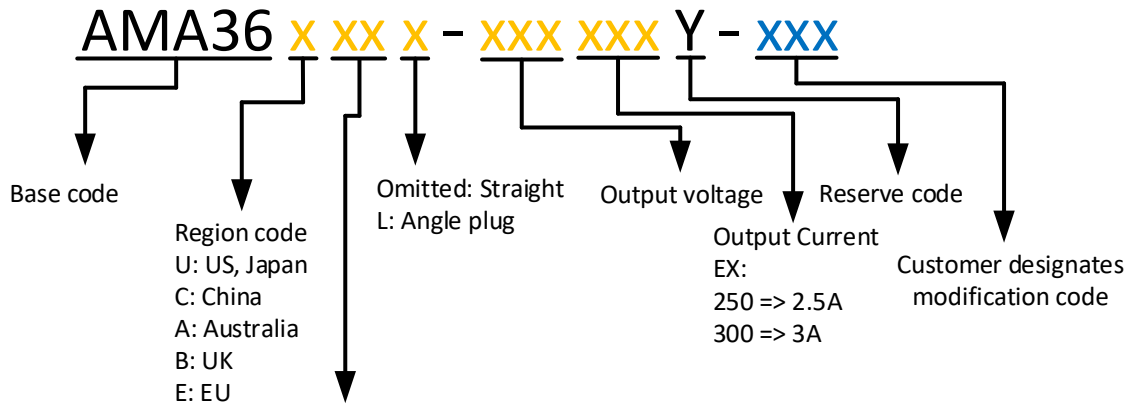 AMA36 x xx x - xxx xxx Y - xxx
Base code
Region code
U: US, Japan
C: China
A: Australia
B: UK
E: EU
Omitted: Straight
L: Angle plug
Output voltage
Output Current
EX:
250 => 2.5A
300 => 3A
Reserve code
Customer designates
modification code